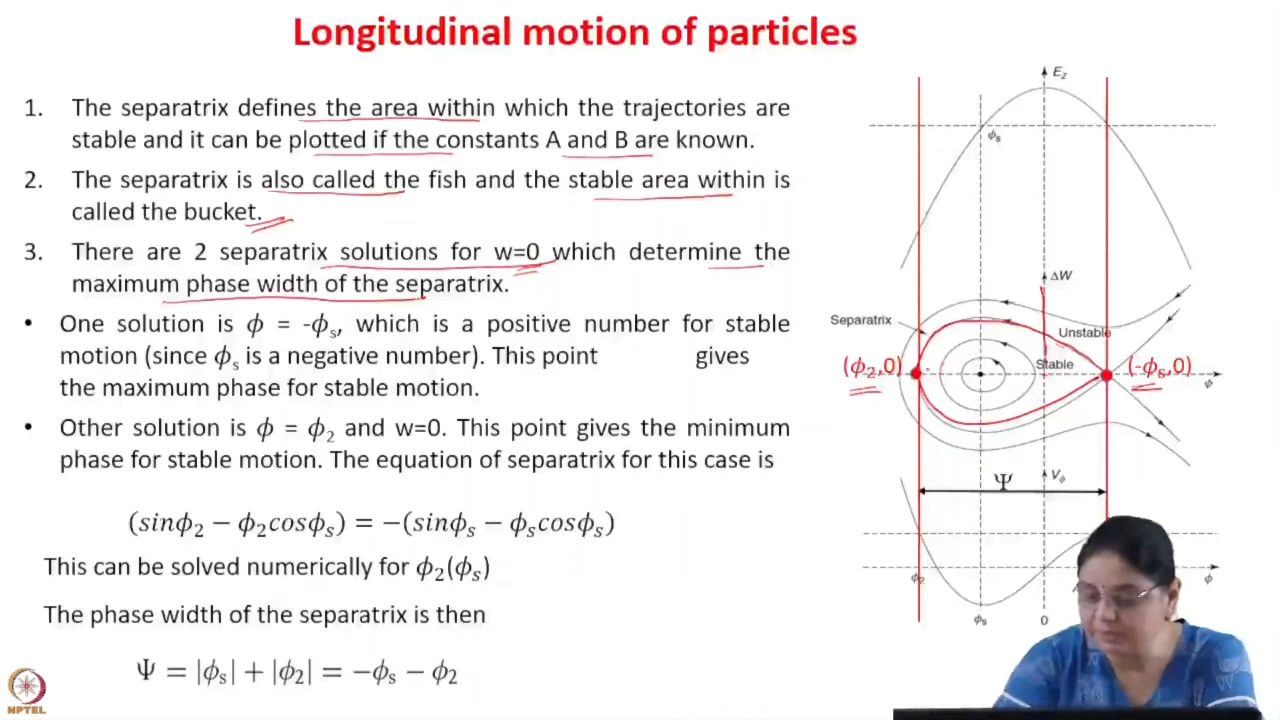 Longitudinal motion of particles
1. The separatrix defines the area within which the trajectories are
stable and it can be plotted if the constants A and B are known.
2. The separatrix is also called the fish and the stable area within is
called the bucket.
3. There are 2 separatrix solutions for w=0 which determine the
maximum phase width of the separatrix.
• One solution is ϕ = -ϕₛ, which is a positive number for stable
motion (since ϕₛ is a negative number). This point gives
the maximum phase for stable motion.
• Other solution is ϕ = ϕ₂ and w=0. This point gives the minimum
phase for stable motion. The equation of separatrix for this case is
(sinϕ₂ − ϕ₂cosϕₛ) = −(sinϕₛ − ϕₛcosϕₛ)
This can be solved numerically for ϕ₂(ϕₛ)
The phase width of the separatrix is then
Ψ = |ϕₛ| + |ϕ₂| = −ϕₛ − ϕ₂
NPTEL
E_z
ϕₛ
ΔW
Separatrix
Unstable
Stable
(ϕ₂,0)
(-ϕₛ,0)
ϕ
V_ϕ
Ψ
ϕ₂
ϕ
ϕₛ
0